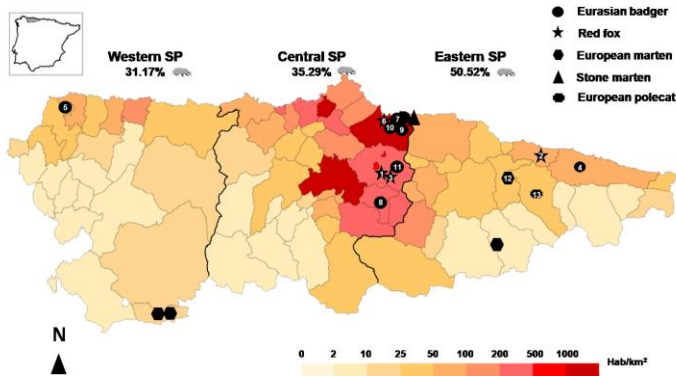 Western SP
31.17%
Central SP
35.29%
Eastern SP
50.52%
Eurasian badger
Red fox
European marten
Stone marten
European polecat
5
6
7
10
9
11
1
3
8
2
4
12
13
N
0 2 10 25 50 100 200 500 1000 Hab/km²